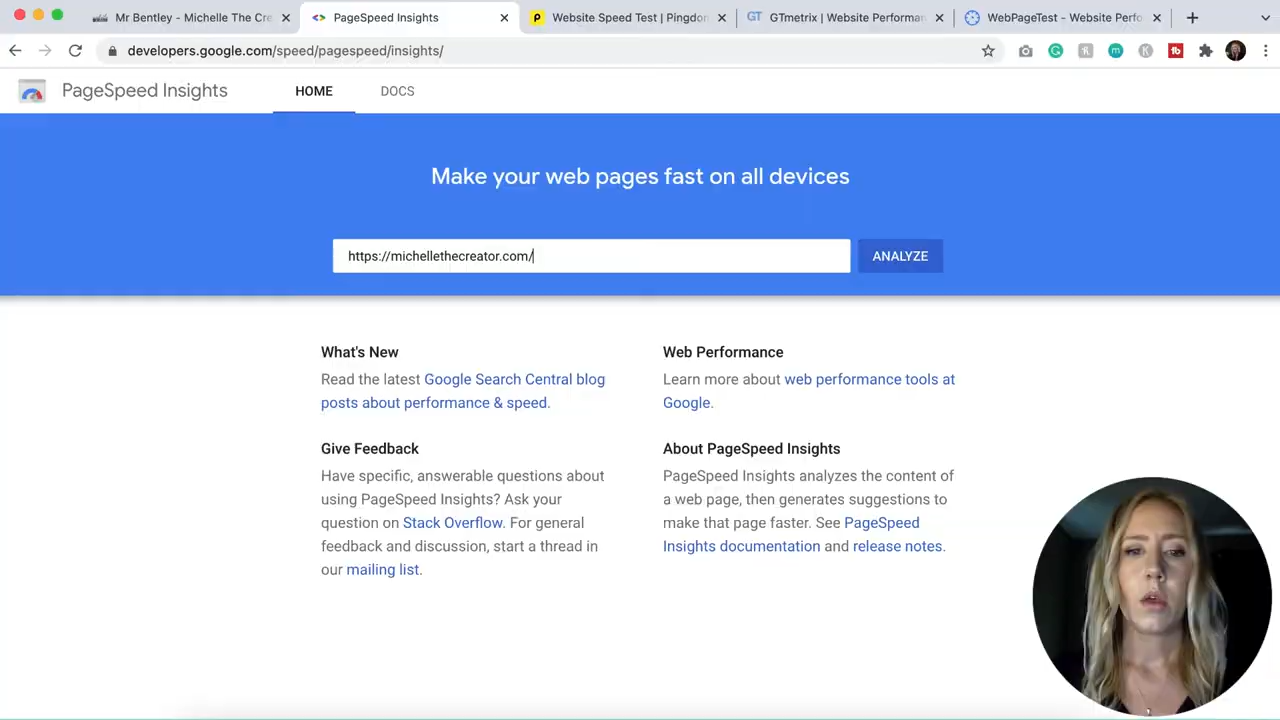 Mr Bentley - Michelle The Cre
PageSpeed Insights
Website Speed Test | Pingdom
GTmetrix | Website Performan
WebPageTest - Website Perfo
developers.google.com/speed/pagespeed/insights/
PageSpeed Insights
HOME
DOCS
Make your web pages fast on all devices
https://michellethecreator.com/
ANALYZE
What's New
Read the latest Google Search Central blog
posts about performance & speed.
Web Performance
Learn more about web performance tools at
Google.
Give Feedback
Have specific, answerable questions about
using PageSpeed Insights? Ask your
question on Stack Overflow. For general
feedback and discussion, start a thread in
our mailing list.
About PageSpeed Insights
PageSpeed Insights analyzes the content of
a web page, then generates suggestions to
make that page faster. See PageSpeed
Insights documentation and release notes.